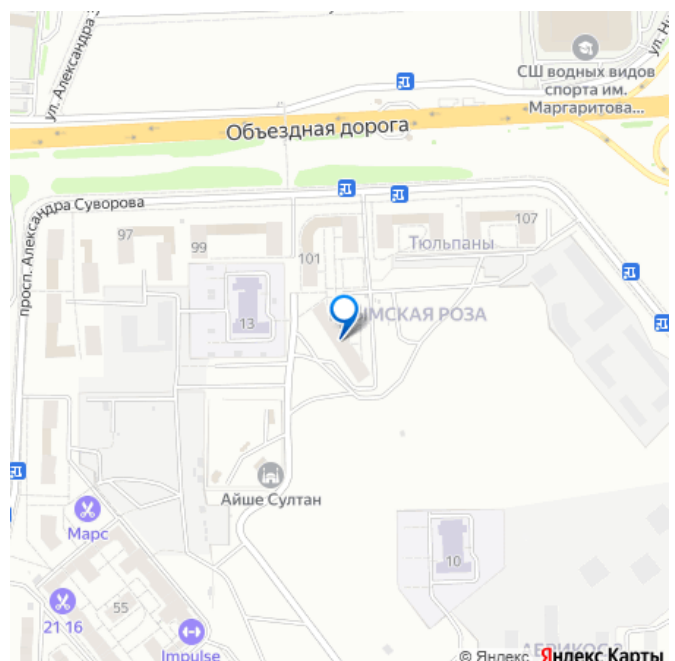 ул. Александра
СШ водных видов
спорта им.
Маргаритова...
Объездная дорога
просп. Александра Суворова
97
99
101
107
Тюльпаны
13
МСКАЯ РОЗА
Айше Султан
Марс
10
55
21 16
Impulse
© Яндекс Яндекс Карты